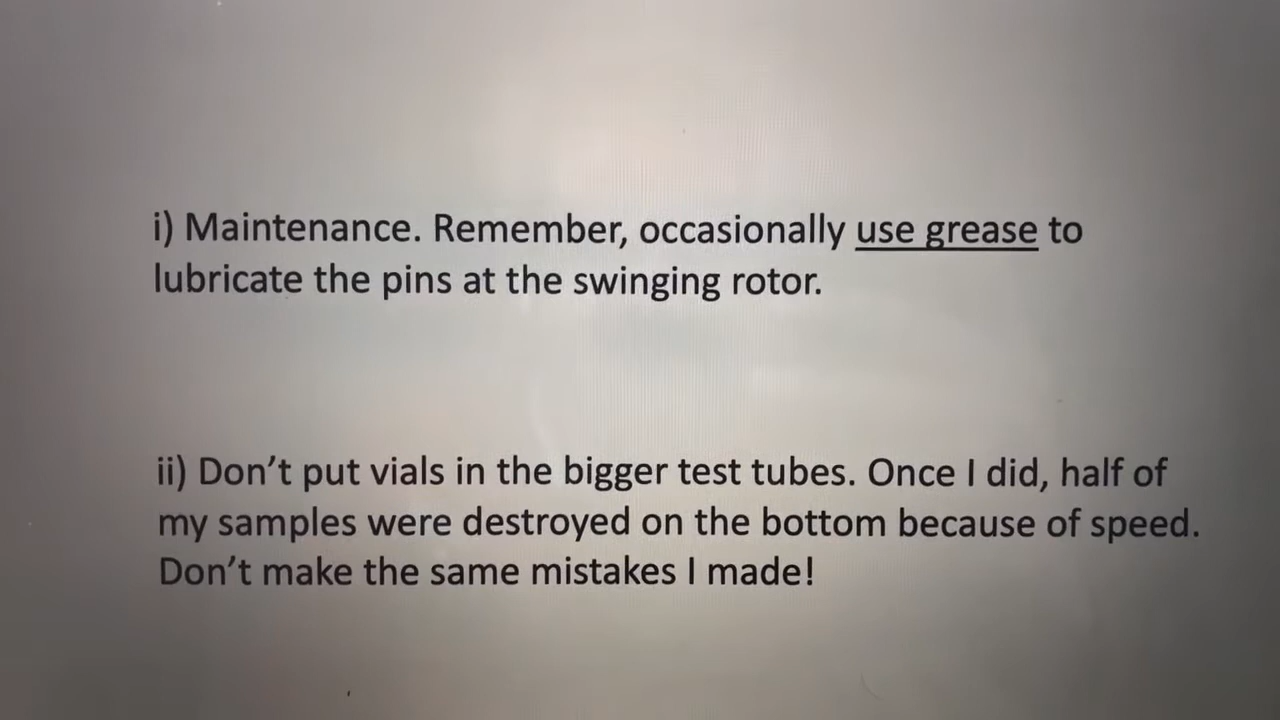 i) Maintenance. Remember, occasionally use grease to
lubricate the pins at the swinging rotor.
ii) Don’t put vials in the bigger test tubes. Once I did, half of
my samples were destroyed on the bottom because of speed.
Don’t make the same mistakes I made!